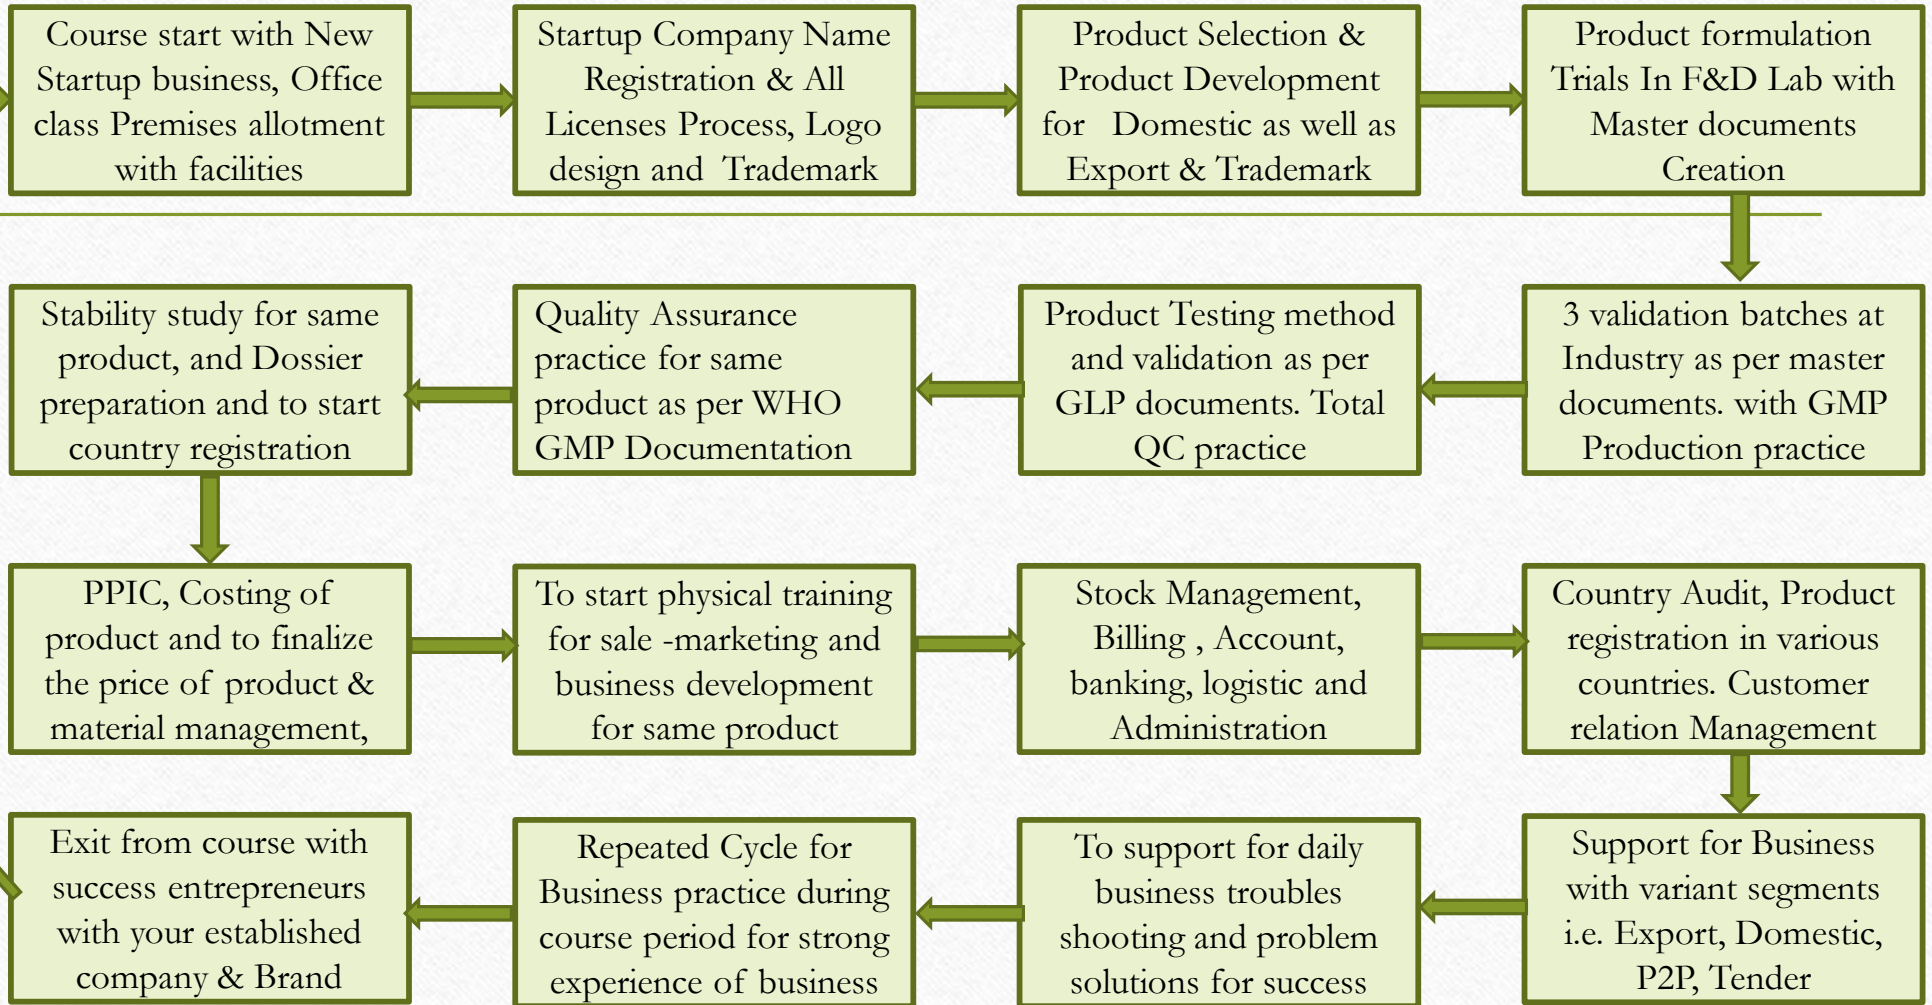 Course start with New
Startup business, Office
class Premises allotment
with facilities
Startup Company Name
Registration & All
Licenses Process, Logo
design and Trademark
Product Selection &
Product Development
for Domestic as well as
Export & Trademark
Product formulation
Trials In F&D Lab with
Master documents
Creation
3 validation batches at
Industry as per master
documents. with GMP
Production practice
Product Testing method
and validation as per
GLP documents. Total
QC practice
Quality Assurance
practice for same
product as per WHO
GMP Documentation
Stability study for same
product, and Dossier
preparation and to start
country registration
PPIC, Costing of
product and to finalize
the price of product &
material management,
To start physical training
for sale -marketing and
business development
for same product
Stock Management,
Billing , Account,
banking, logistic and
Administration
Country Audit, Product
registration in various
countries. Customer
relation Management
Support for Business
with variant segments
i.e. Export, Domestic,
P2P, Tender
To support for daily
business troubles
shooting and problem
solutions for success
Repeated Cycle for
Business practice during
course period for strong
experience of business
Exit from course with
success entrepreneurs
with your established
company & Brand